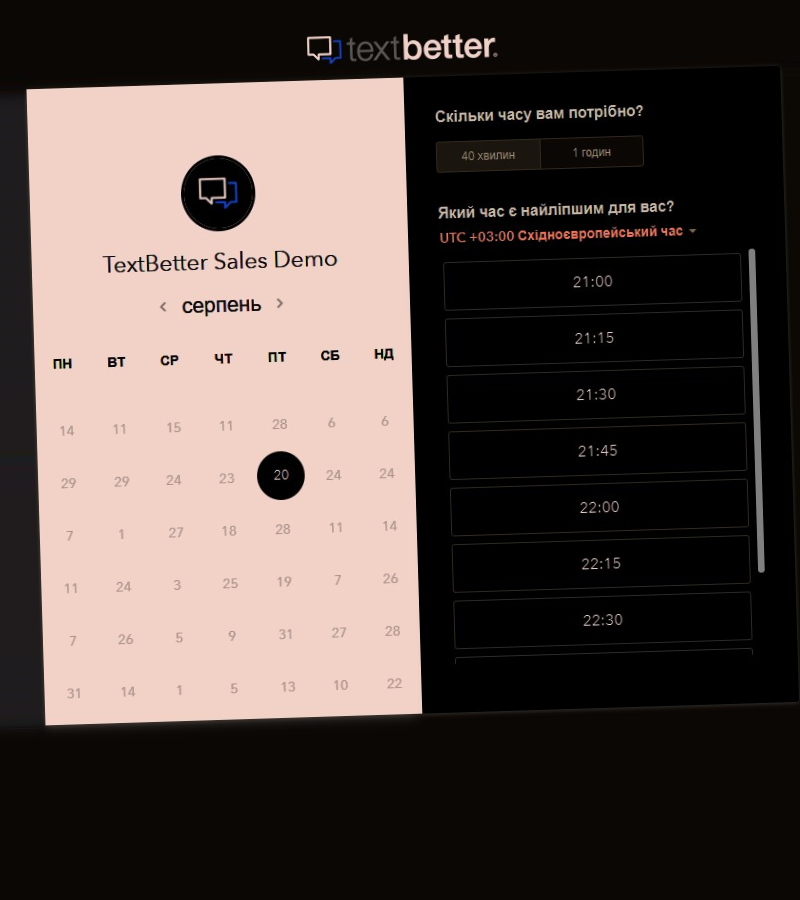 textbetter.
TextBetter Sales Demo
серпень
ПН ВТ СР ЧТ ПТ СБ НД
14 11 15 11 28 6 6
29 29 24 23 20 24 24
7 1 27 18 28 11 14
11 24 3 25 19 7 26
7 26 5 9 31 27 28
31 14 1 5 13 10 22
Скільки часу вам потрібно?
40 хвилин 1 годин
Який час є найліпшим для вас?
UTC +03:00 Східноєвропейський час
21:00
21:15
21:30
21:45
22:00
22:15
22:30